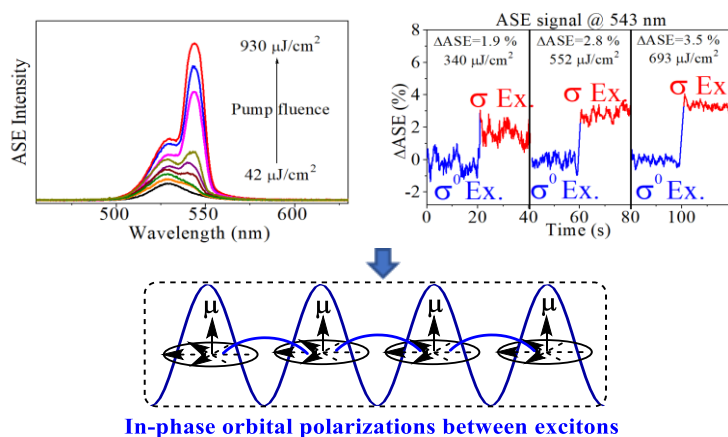 930 μJ/cm²
Pump fluence
42 μJ/cm²
ASE Intensity
500 550 600
Wavelength (nm)
ASE signal @ 543 nm
ΔASE=1.9 % ΔASE=2.8 % ΔASE=3.5 %
340 μJ/cm² 552 μJ/cm² 693 μJ/cm²
σ Ex. σ Ex. σ Ex.
σ⁰ Ex. σ⁰ Ex. σ⁰ Ex.
ΔASE (%)
8
6
4
2
0
-2
0 20 40 60 80 100
Time (s)
μ μ μ μ
In-phase orbital polarizations between excitons